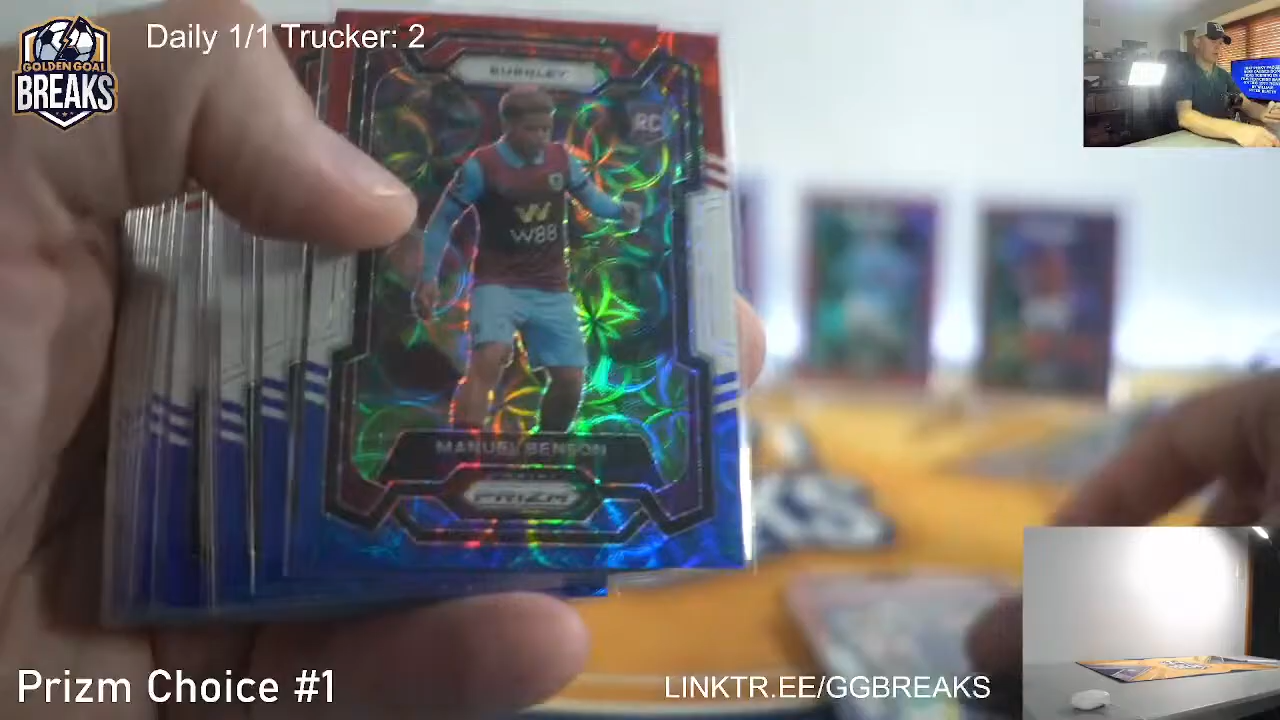 GOLDEN GOAL
BREAKS
Daily 1/1 Trucker: 2
BURNLEY
RC
W88
MANUEL BENSON
PANINI
PRIZM
Prizm Choice #1
LINKTR.EE/GGBREAKS